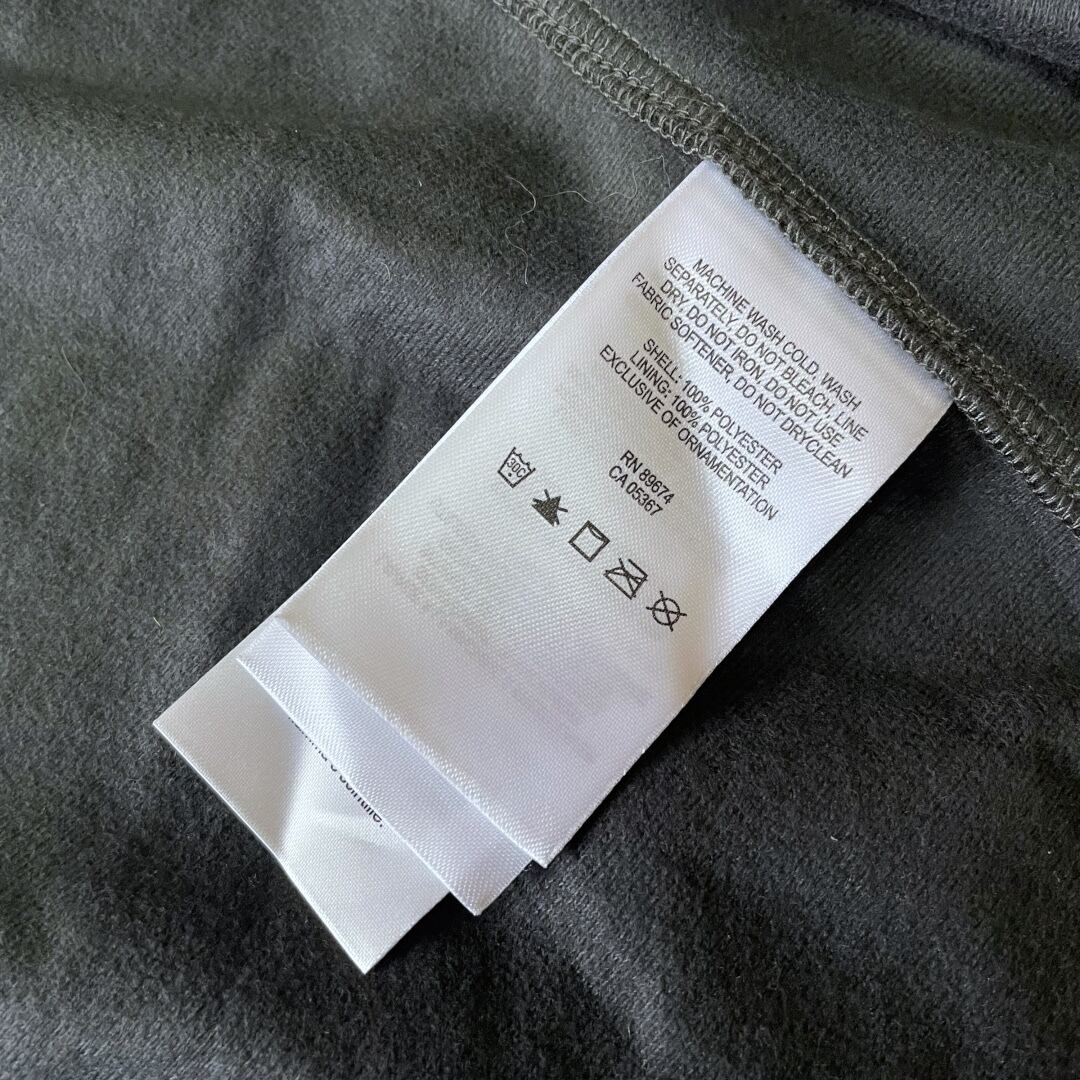 MACHINE WASH COLD, WASH
SEPARATELY, DO NOT BLEACH, LINE
DRY, DO NOT IRON, DO NOT USE
FABRIC SOFTENER, DO NOT DRYCLEAN
SHELL: 100% POLYESTER
LINING: 100% POLYESTER
EXCLUSIVE OF ORNAMENTATION
RN 89674
CA 05367
30C